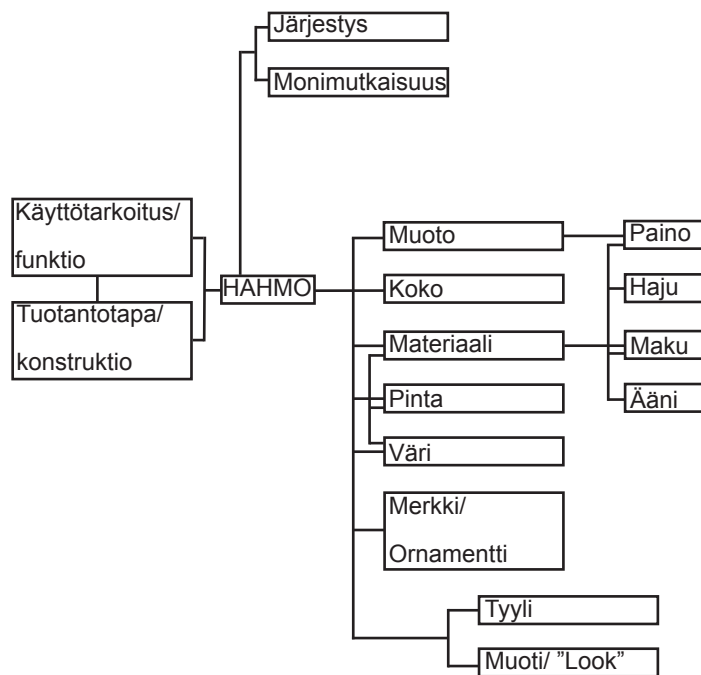 Järjestys
Monimutkaisuus
Käyttötarkoitus/
funktio
Tuotantotapa/
konstruktio
HAHMO
Muoto
Koko
Materiaali
Pinta
Väri
Merkki/
Ornamentti
Tyyli
Muoti/ ”Look”
Paino
Haju
Maku
Ääni